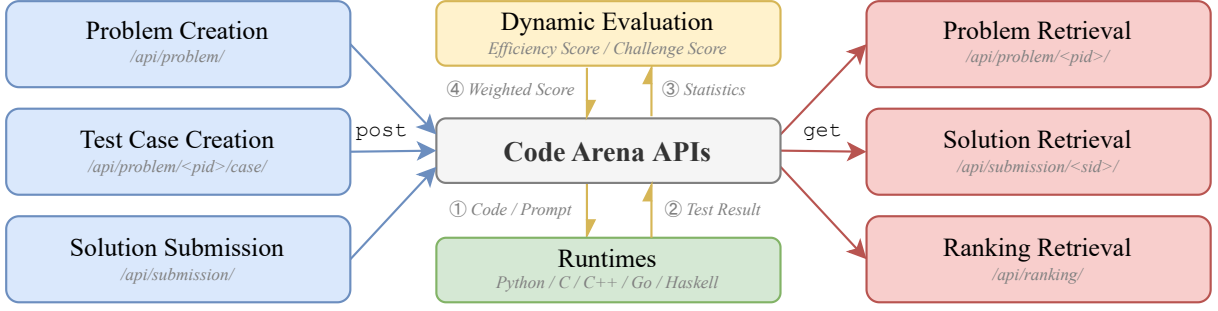 Problem Creation
/api/problem/
Test Case Creation
/api/problem/<pid>/case/
Solution Submission
/api/submission/
post
Dynamic Evaluation
Efficiency Score / Challenge Score
④ Weighted Score
③ Statistics
Code Arena APIs
① Code / Prompt
② Test Result
Runtimes
Python / C / C++ / Go / Haskell
get
Problem Retrieval
/api/problem/<pid>/
Solution Retrieval
/api/submission/<sid>/
Ranking Retrieval
/api/ranking/